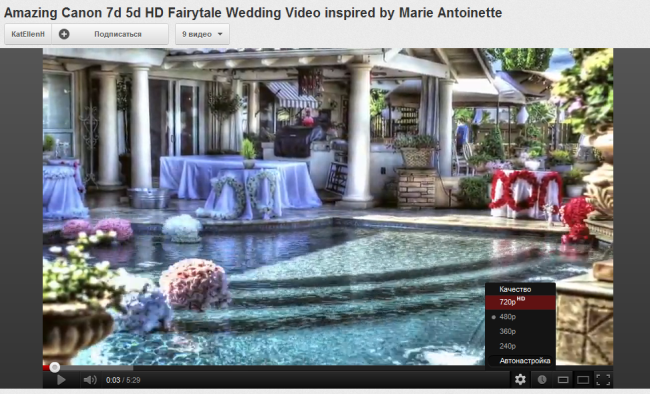 Amazing Canon 7d 5d HD Fairytale Wedding Video inspired by Marie Antoinette
KatEllenH Подписаться 9 видео
Качество
720p HD
480p
360p
240p
Автонастройка
0:03 / 5:29